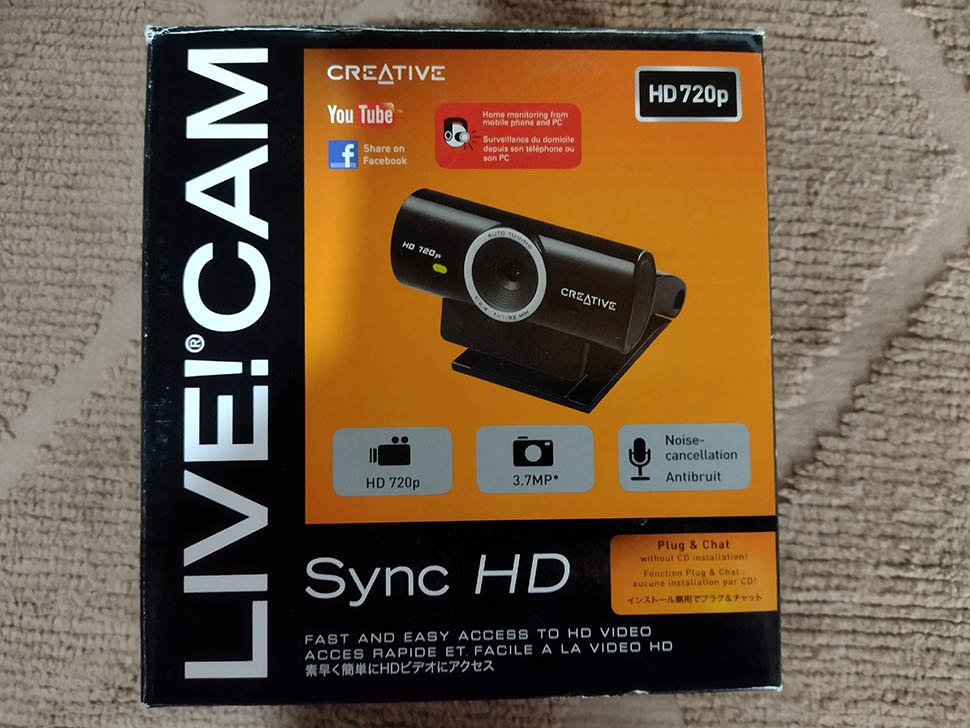 LIVE!®CAM
CREATIVE
YouTube™
Share on
Facebook
Home monitoring from
mobile phone and PC
Surveillance du domicile
depuis son téléphone ou
son PC
HD 720p
AUTO TUNING
HD 720p
CREATIVE
HD 720p
3.7MP*
Noise-
cancellation
Antibruit
Sync HD
Plug & Chat
without CD installation!
Fonction Plug & Chat :
aucune installation par CD!
インストール無用でプラグ&チャット
FAST AND EASY ACCESS TO HD VIDEO
ACCES RAPIDE ET FACILE A LA VIDEO HD
素早く簡単にHDビデオにアクセス